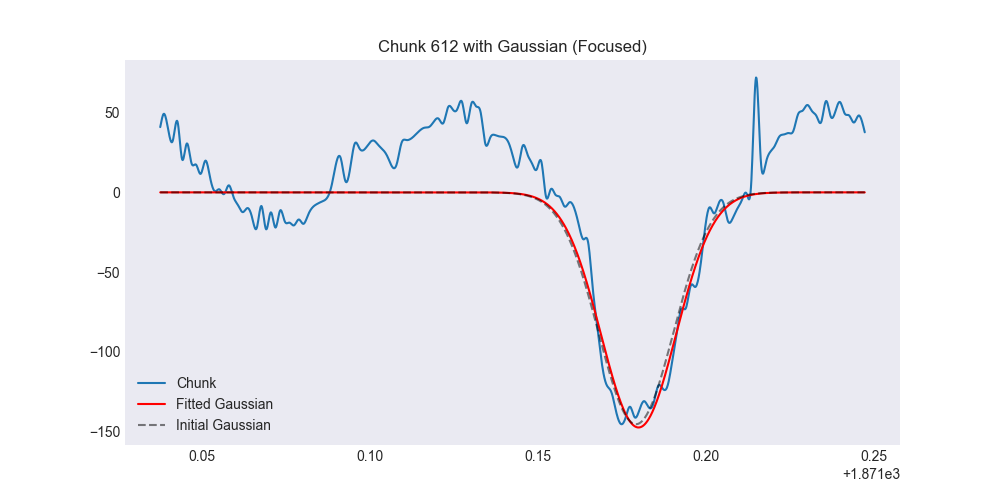 Chunk 612 with Gaussian (Focused)
50
0
−50
−100
−150
Chunk
Fitted Gaussian
Initial Gaussian
0.05 0.10 0.15 0.20 0.25
+1.871e3